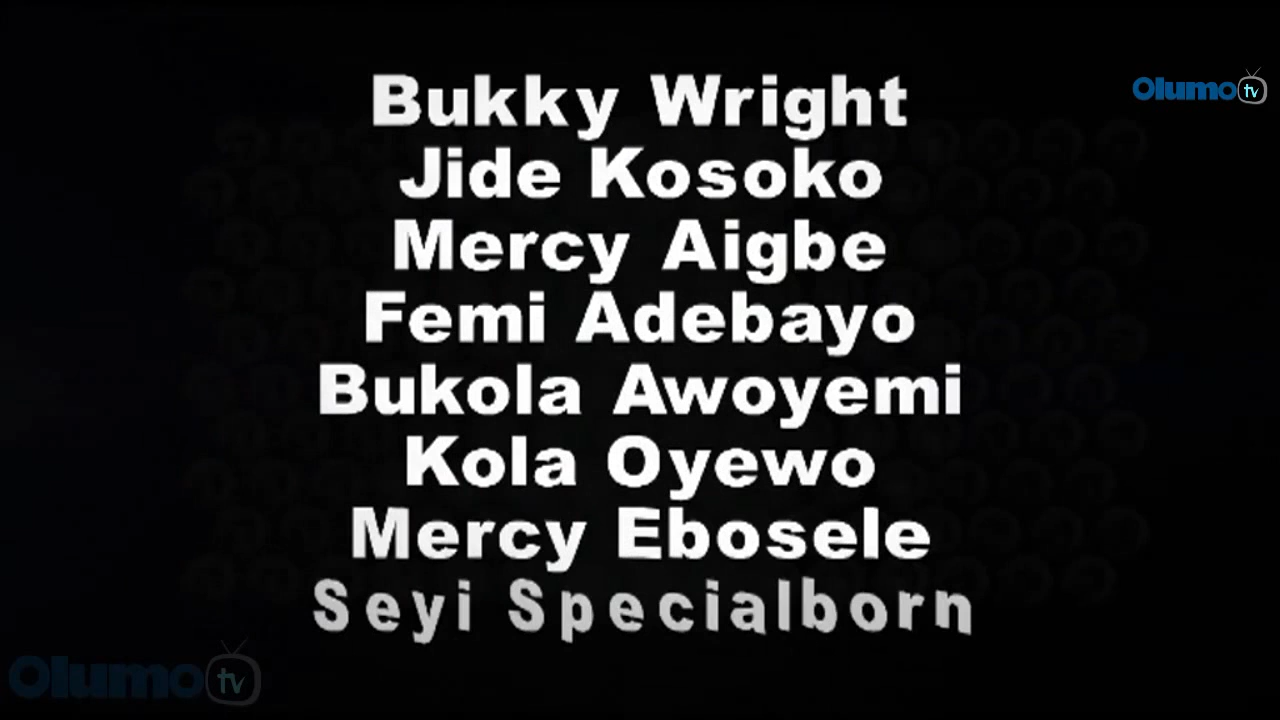 Bukky Wright
Olumo tv
Jide Kosoko
Mercy Aigbe
Femi Adebayo
Bukola Awoyemi
Kola Oyewo
Mercy Ebosele
Seyi Specialborn
Olumo tv